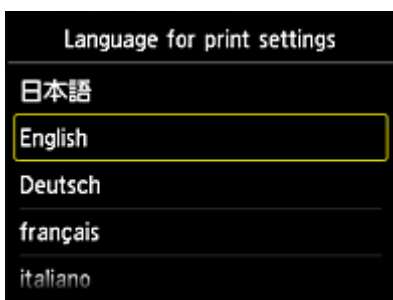 Language for print settings
日本語
English
Deutsch
français
italiano